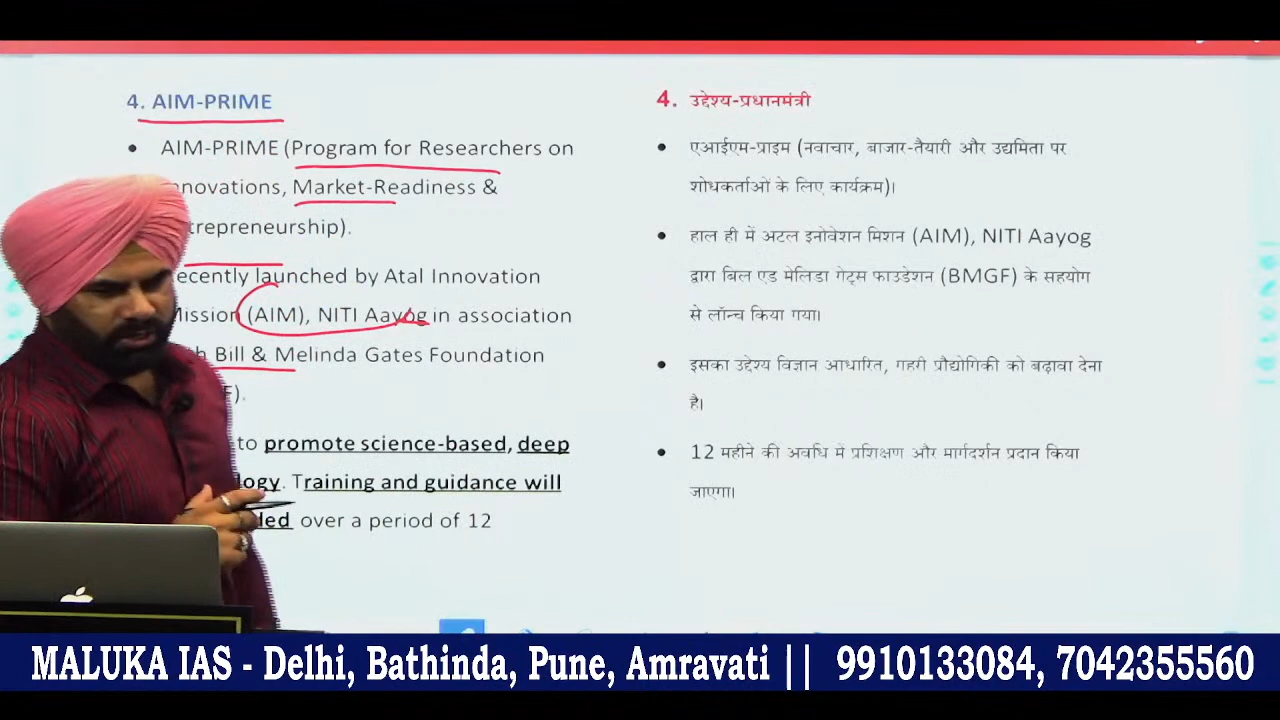 4. AIM-PRIME
AIM-PRIME (Program for Researchers on
nnovations, Market-Readiness &
trepreneurship).
ecently launched by Atal Innovation
Mission (AIM), NITI Aayog in association
h Bill & Melinda Gates Foundation
F).
to promote science-based, deep
logy. Training and guidance will
ded over a period of 12
4. उद्देश्य-प्रधानमंत्री
एआईएम-प्राइम (नवाचार, बाजार-तैयारी और उद्यमिता पर
शोधकर्ताओं के लिए कार्यक्रम)।
हाल ही में अटल इनोवेशन मिशन (AIM), NITI Aayog
द्वारा बिल एंड मेलिंडा गेट्स फाउंडेशन (BMGF) के सहयोग
से लॉन्च किया गया।
इसका उद्देश्य विज्ञान आधारित, गहरी प्रौद्योगिकी को बढ़ावा देना
है।
12 महीने की अवधि में प्रशिक्षण और मार्गदर्शन प्रदान किया
जाएगा।
MALUKA IAS - Delhi, Bathinda, Pune, Amravati || 9910133084, 7042355560